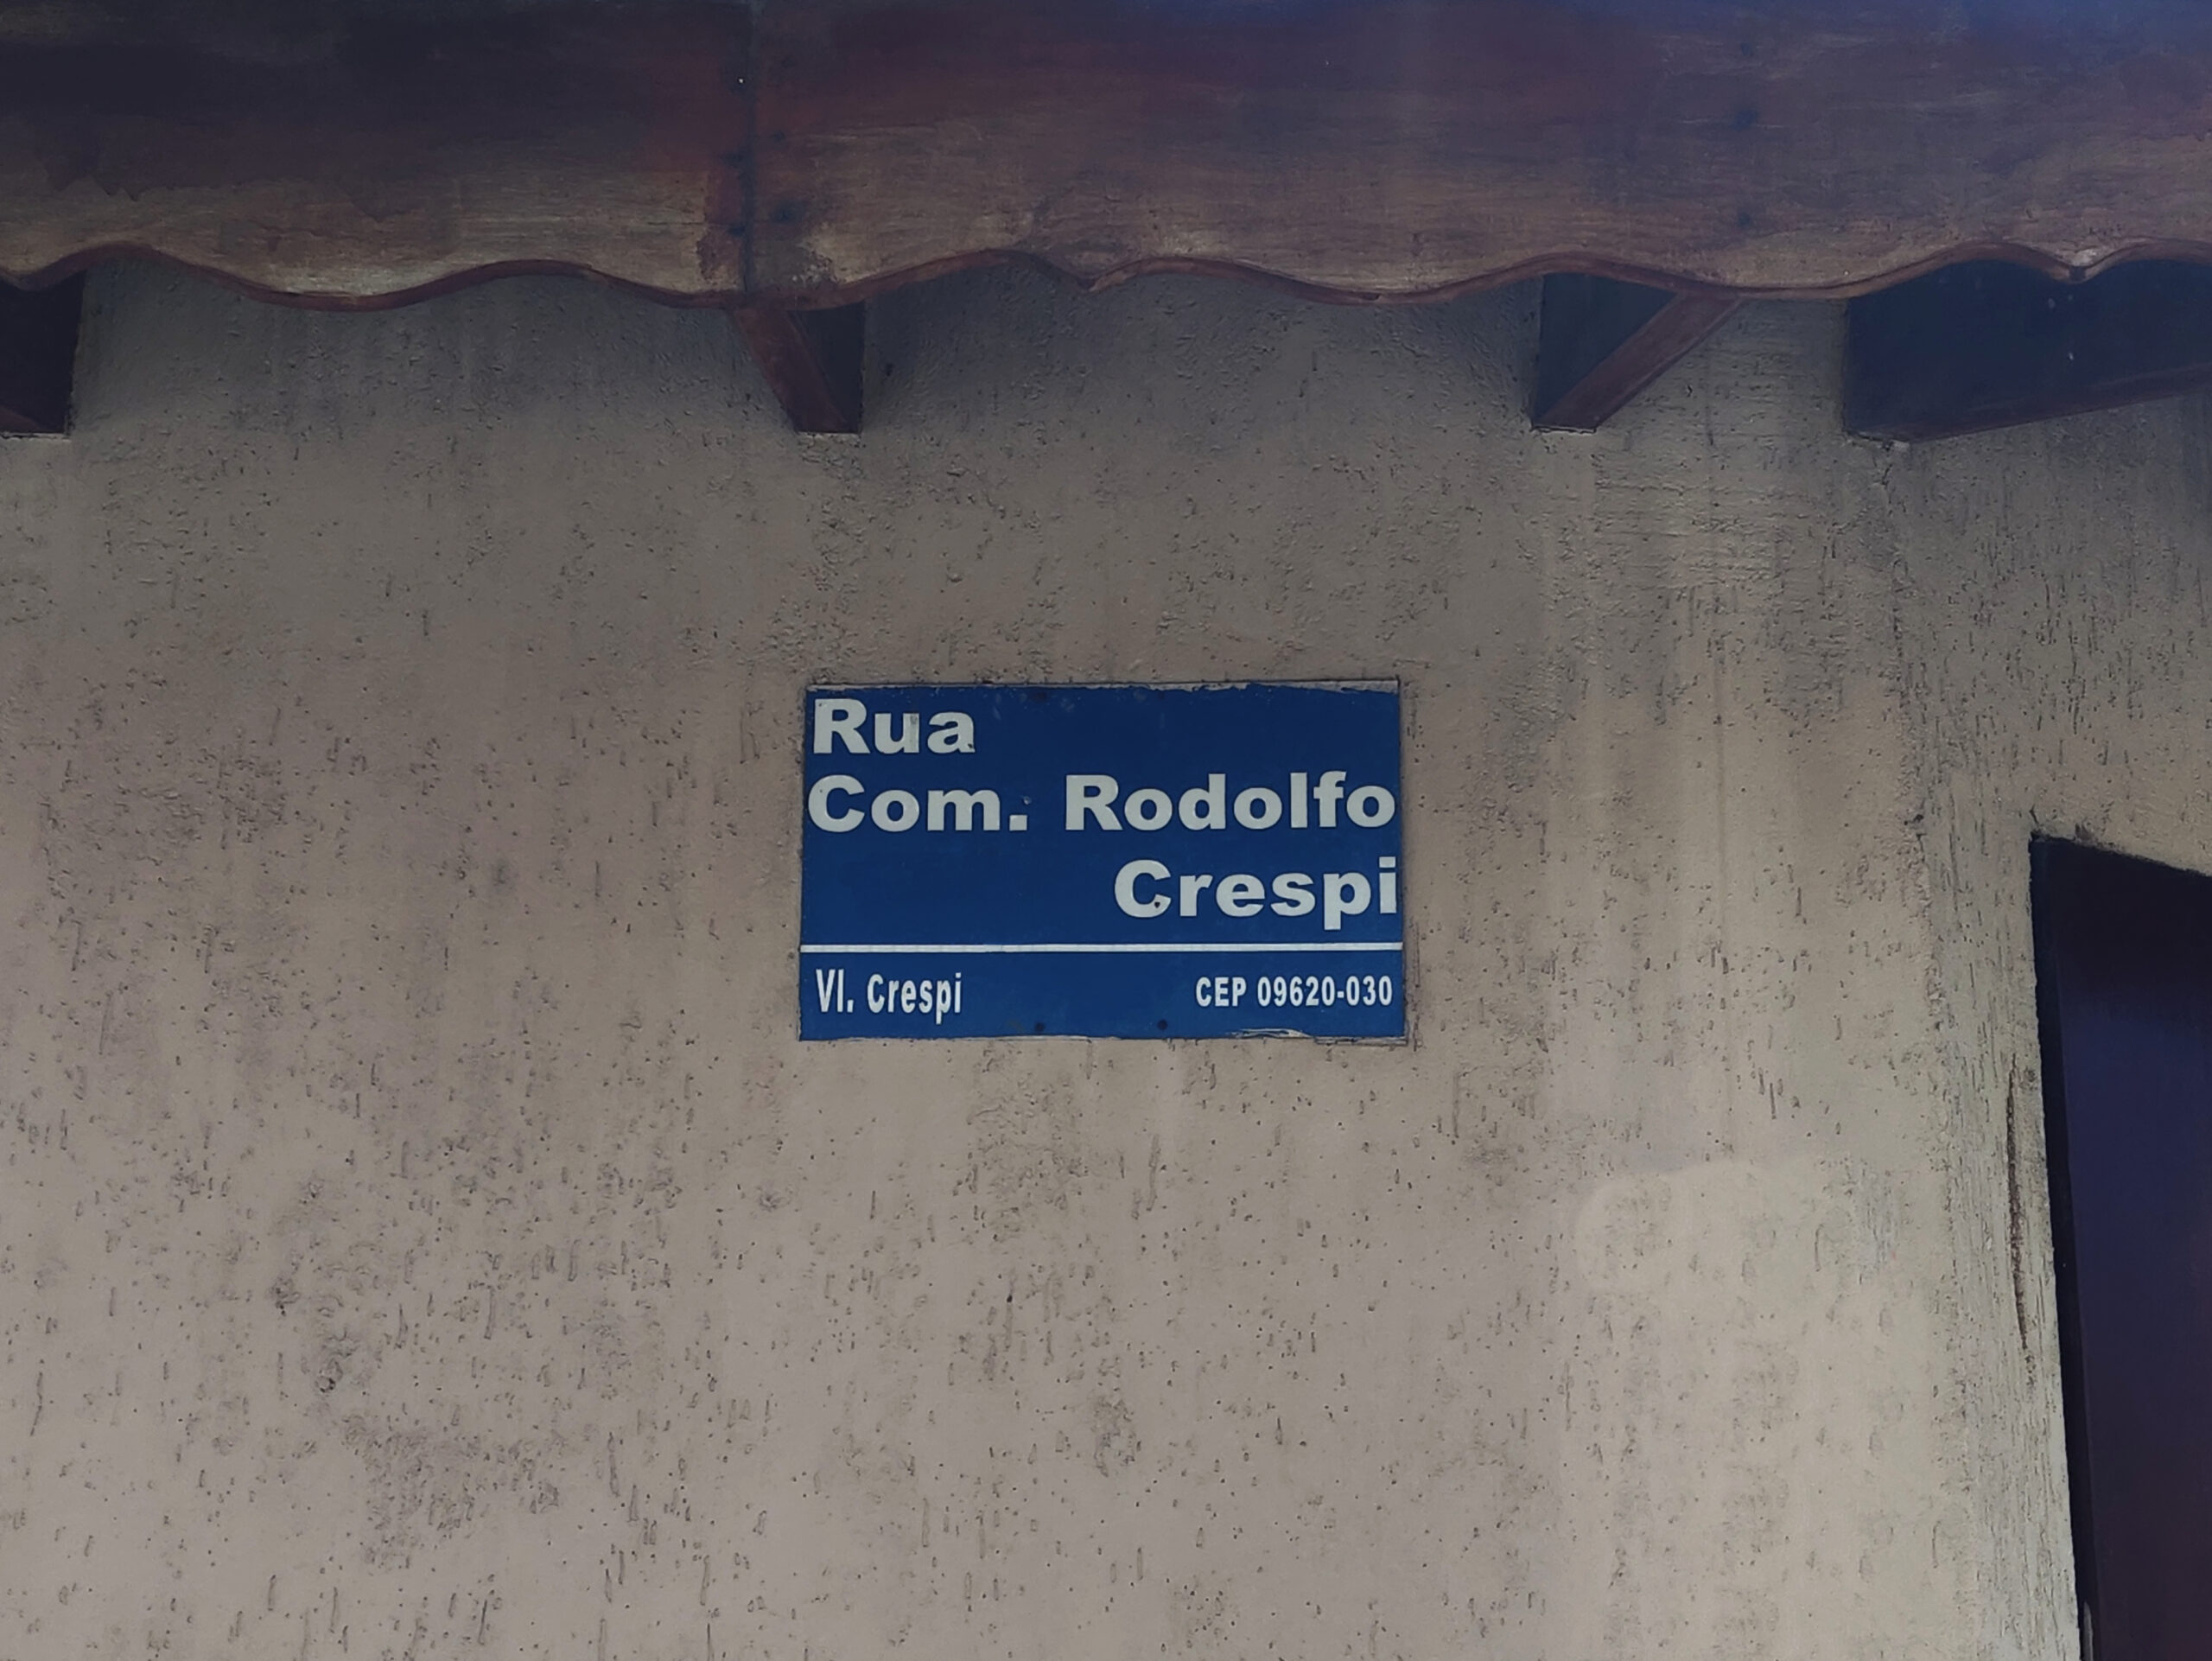 Rua
Com. Rodolfo
Crespi
Vl. Crespi CEP 09620-030